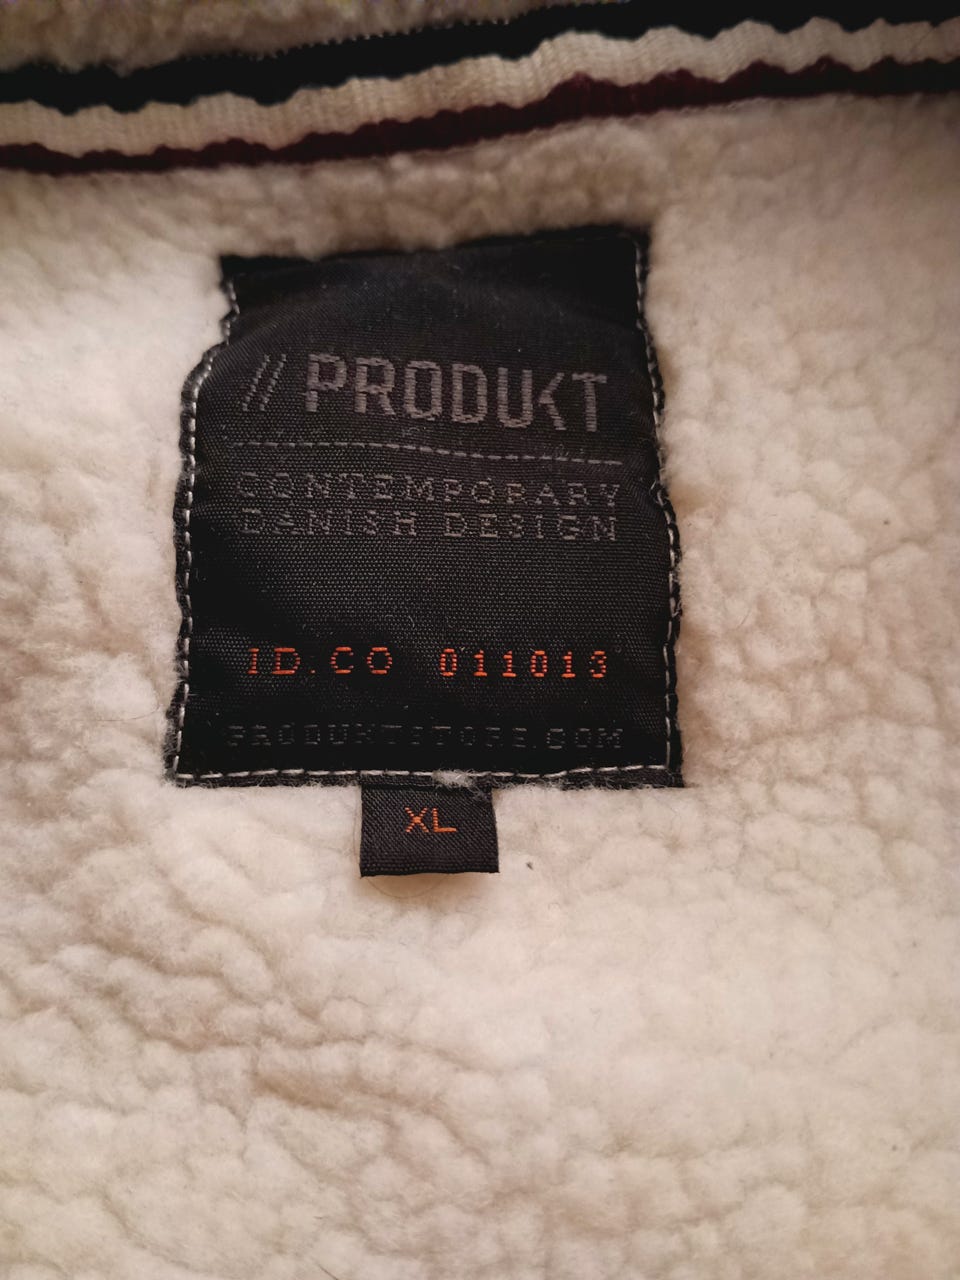 // PRODUKT
CONTEMPORARY
DANISH DESIGN
ID.CO 011013
PRODUKTSTORE.COM
XL